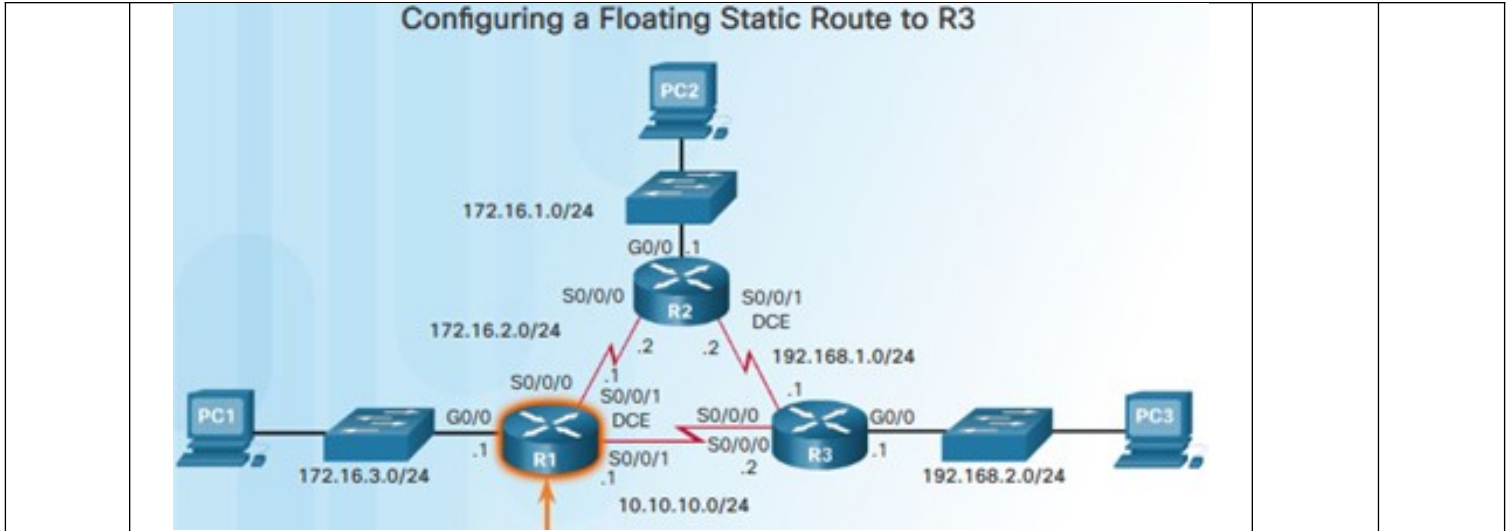 Configuring a Floating Static Route to R3
PC2
172.16.1.0/24
G0/0 .1
S0/0/0
R2
S0/0/1
DCE
172.16.2.0/24
.2
.2
192.168.1.0/24
.1
.1
S0/0/0
S0/0/1
DCE
PC1
G0/0
S0/0/0
G0/0
PC3
.1
R1
S0/0/1
S0/0/0
R3
.1
.1
.2
172.16.3.0/24
192.168.2.0/24
10.10.10.0/24